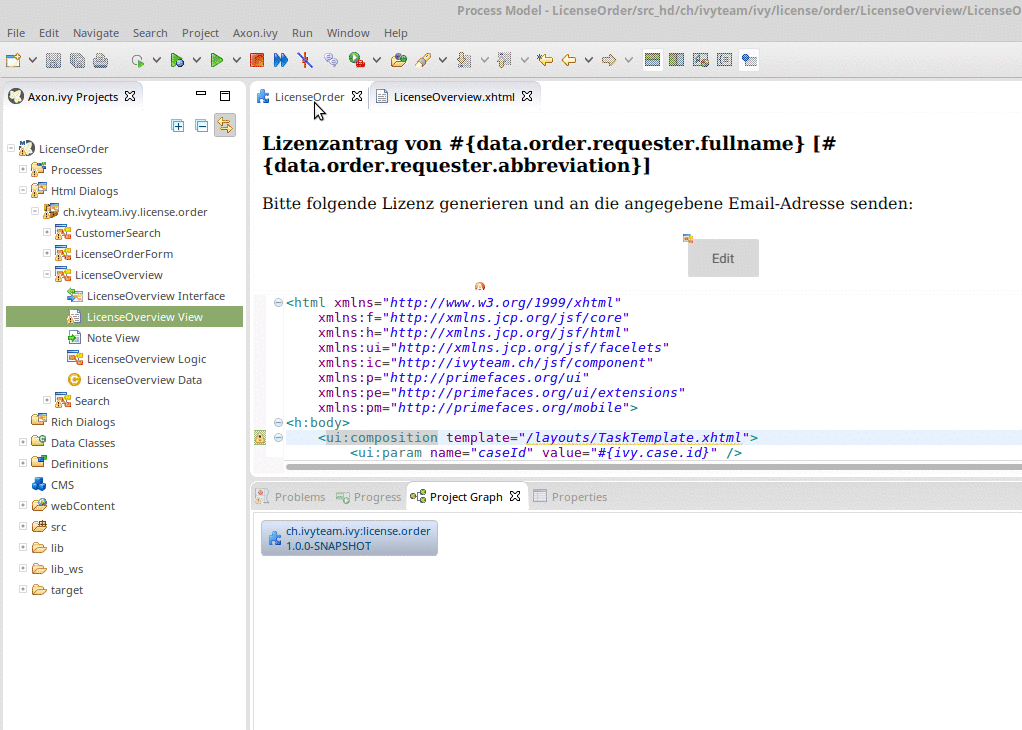 Process Model - LicenseOrder/src_hd/ch/ivyteam/ivy/license/order/LicenseOverview/LicenseO
File Edit Navigate Search Project Axon.ivy Run Window Help
Axon.ivy Projects
LicenseOrder
LicenseOverview.xhtml
LicenseOrder
Processes
Html Dialogs
ch.ivyteam.ivy.license.order
CustomerSearch
LicenseOrderForm
LicenseOverview
LicenseOverview Interface
LicenseOverview View
Note View
LicenseOverview Logic
LicenseOverview Data
Search
Rich Dialogs
Data Classes
Definitions
CMS
webContent
src
lib
lib_ws
target
Lizenzantrag von #{data.order.requester.fullname} [#
{data.order.requester.abbreviation}]
Bitte folgende Lizenz generieren und an die angegebene Email-Adresse senden:
Edit
<html xmlns="http://www.w3.org/1999/xhtml"
xmlns:f="http://xmlns.jcp.org/jsf/core"
xmlns:h="http://xmlns.jcp.org/jsf/html"
xmlns:ui="http://xmlns.jcp.org/jsf/facelets"
xmlns:ic="http://ivyteam.ch/jsf/component"
xmlns:p="http://primefaces.org/ui"
xmlns:pe="http://primefaces.org/ui/extensions"
xmlns:pm="http://primefaces.org/mobile">
<h:body>
<ui:composition template="/layouts/TaskTemplate.xhtml">
<ui:param name="caseId" value="#{ivy.case.id}" />
Problems Progress Project Graph Properties
ch.ivyteam.ivy:license.order
1.0.0-SNAPSHOT